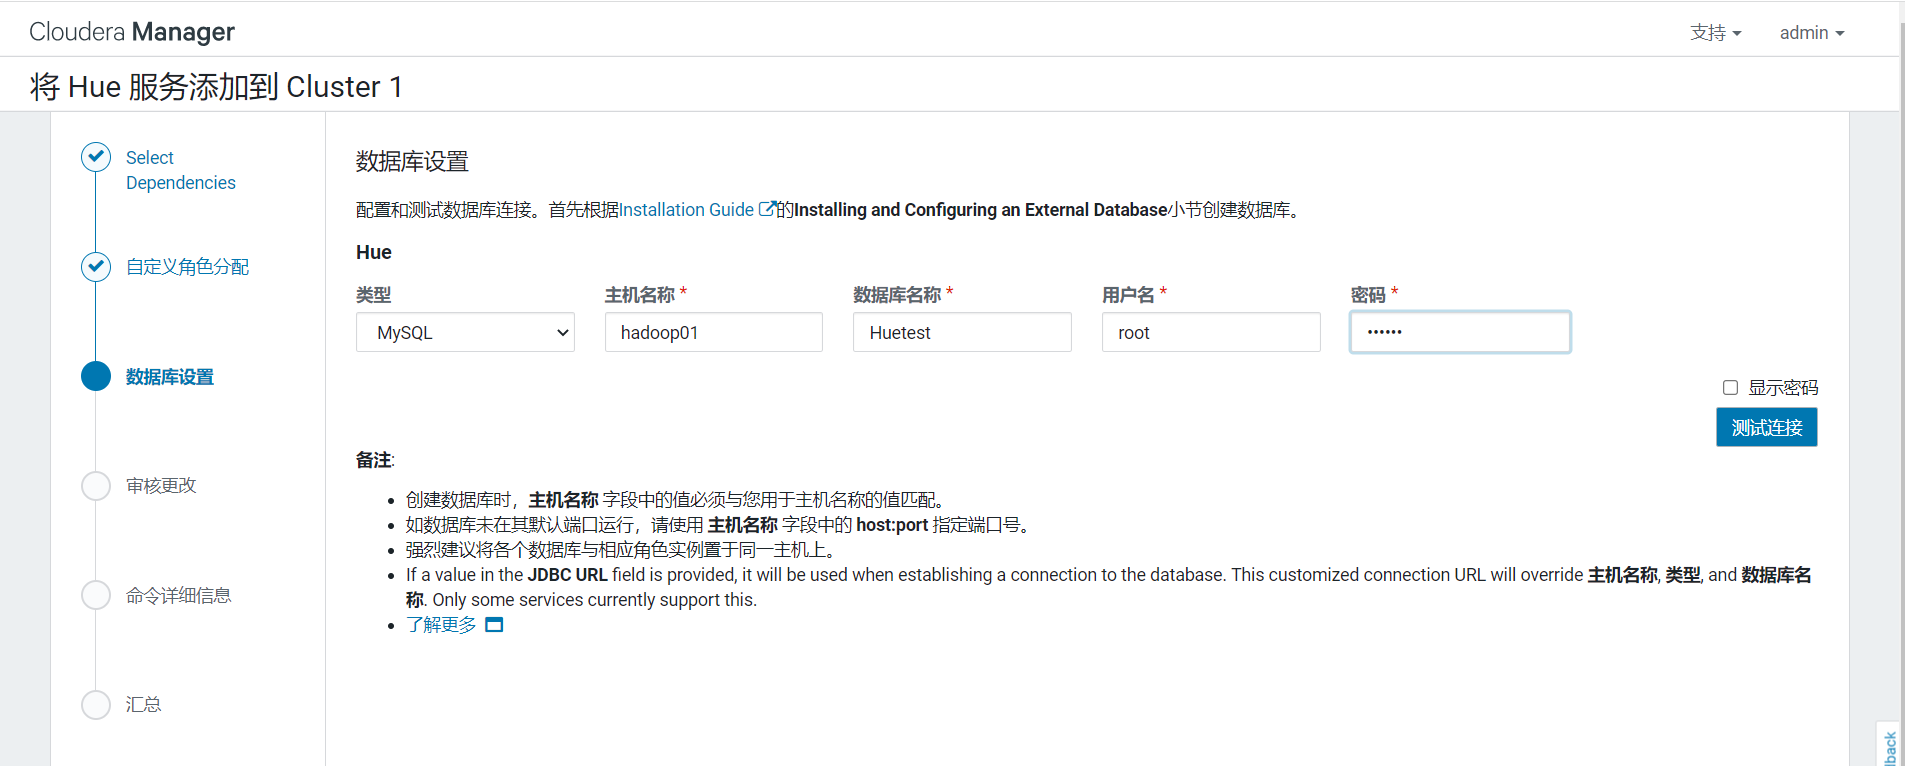 Cloudera Manager
支持
admin
将 Hue 服务添加到 Cluster 1
Select
Dependencies
自定义角色分配
数据库设置
审核更改
命令详细信息
汇总
数据库设置
配置和测试数据库连接。首先根据Installation Guide 的Installing and Configuring an External Database小节创建数据库。
Hue
类型
主机名称 *
数据库名称 *
用户名 *
密码 *
MySQL
hadoop01
Huetest
root
••••••
显示密码
测试连接
备注:
• 创建数据库时，主机名称 字段中的值必须与您用于主机名称的值匹配。
• 如数据库未在其默认端口运行，请使用 主机名称 字段中的 host:port 指定端口号。
• 强烈建议将各个数据库与相应角色实例置于同一主机上。
• If a value in the JDBC URL field is provided, it will be used when establishing a connection to the database. This customized connection URL will override 主机名称, 类型, and 数据库名
称. Only some services currently support this.
• 了解更多